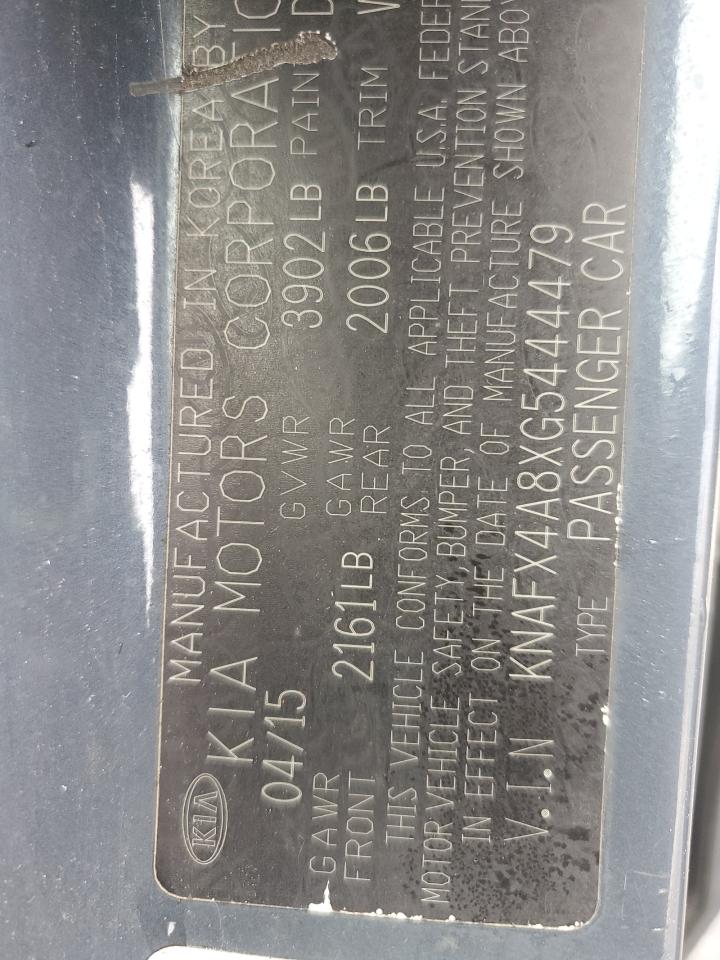 KIA
MANUFACTURED IN KOREA BY
KIA MOTORS CORPORATIO
04/15 GVWR 3902LB PAIN
GAWR FRONT 2161LB GAWR REAR 2006LB TRIM
THIS VEHICLE CONFORMS TO ALL APPLICABLE U.S.A. FEDER
MOTOR VEHICLE SAFETY, BUMPER, AND THEFT PREVENTION STAN
IN EFFECT ON THE DATE OF MANUFACTURE SHOWN ABOV
V.I.N KNAFX4A8XG5444479
TYPE PASSENGER CAR